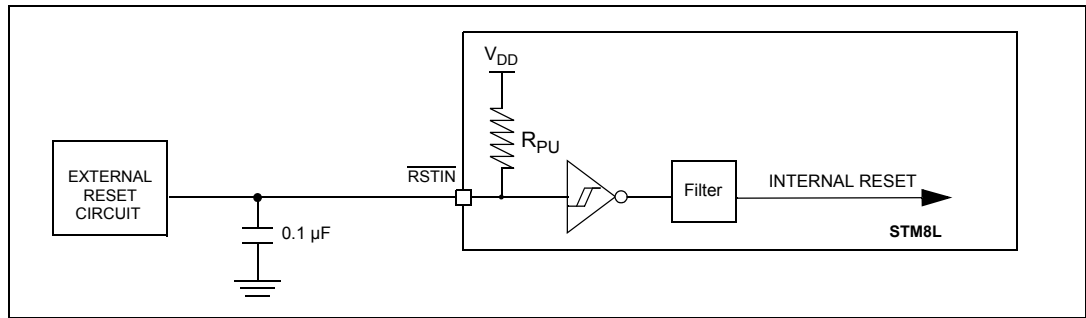 V_DD
R_PU
EXTERNAL
RESET
CIRCUIT
RSTIN
Filter
INTERNAL RESET
0.1 µF
STM8L